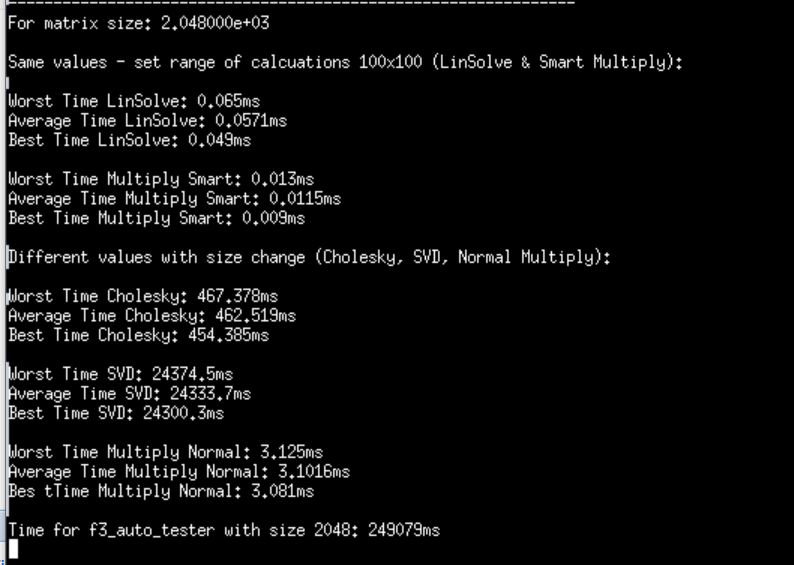 ---------------------------------------------------------------
For matrix size: 2.048000e+03
Same values - set range of calcuations 100x100 (LinSolve & Smart Multiply):
Worst Time LinSolve: 0.065ms
Average Time LinSolve: 0.0571ms
Best Time LinSolve: 0.049ms
Worst Time Multiply Smart: 0.013ms
Average Time Multiply Smart: 0.0115ms
Best Time Multiply Smart: 0.009ms
Different values with size change (Cholesky, SVD, Normal Multiply):
Worst Time Cholesky: 467.378ms
Average Time Cholesky: 462.519ms
Best Time Cholesky: 454.385ms
Worst Time SVD: 24374.5ms
Average Time SVD: 24333.7ms
Best Time SVD: 24300.3ms
Worst Time Multiply Normal: 3.125ms
Average Time Multiply Normal: 3.1016ms
Bes tTime Multiply Normal: 3.081ms
Time for f3_auto_tester with size 2048: 249079ms